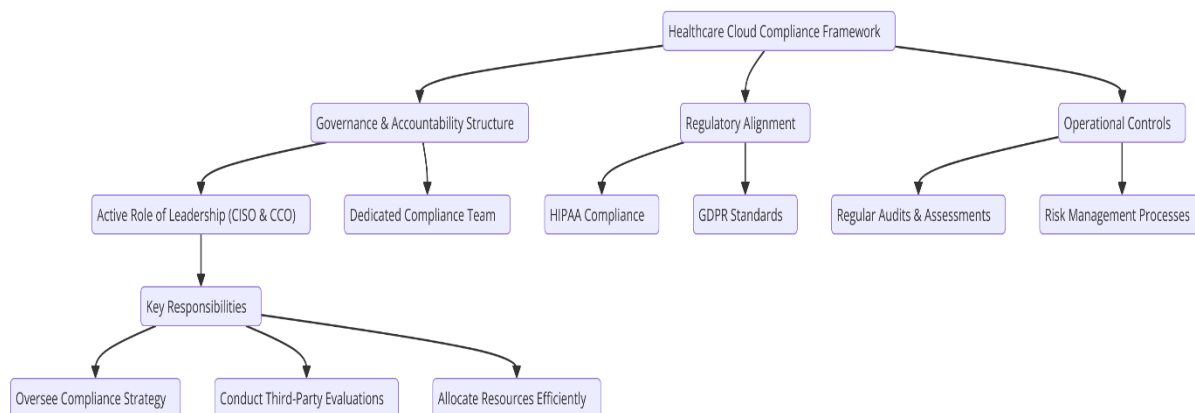 Healthcare Cloud Compliance Framework
Governance & Accountability Structure
Regulatory Alignment
Operational Controls
Active Role of Leadership (CISO & CCO)
Dedicated Compliance Team
HIPAA Compliance
GDPR Standards
Regular Audits & Assessments
Risk Management Processes
Key Responsibilities
Oversee Compliance Strategy
Conduct Third-Party Evaluations
Allocate Resources Efficiently